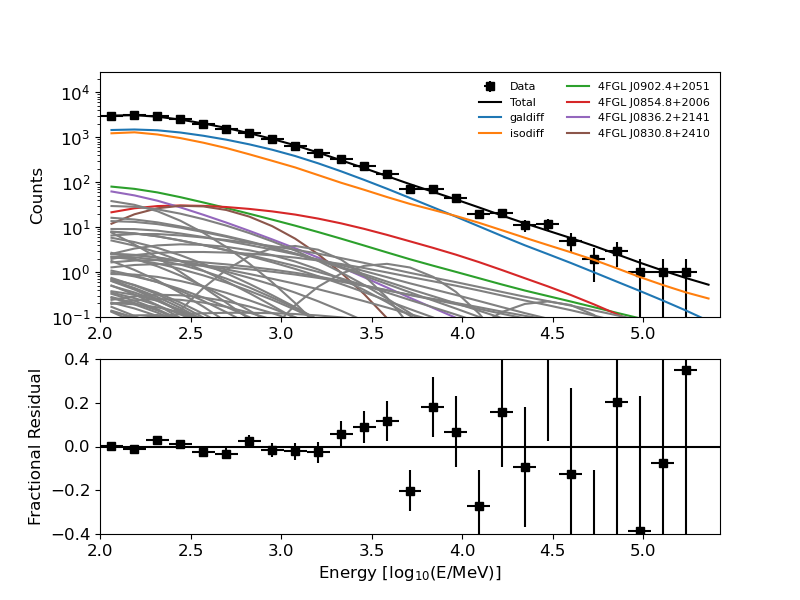 10⁴
10³
10²
10¹
10⁰
10⁻¹
Counts
Data
Total
galdiff
isodiff
4FGL J0902.4+2051
4FGL J0854.8+2006
4FGL J0836.2+2141
4FGL J0830.8+2410
2.0 2.5 3.0 3.5 4.0 4.5 5.0
0.4
0.2
0.0
−0.2
−0.4
Fractional Residual
2.0 2.5 3.0 3.5 4.0 4.5 5.0
Energy [log₁₀(E/MeV)]